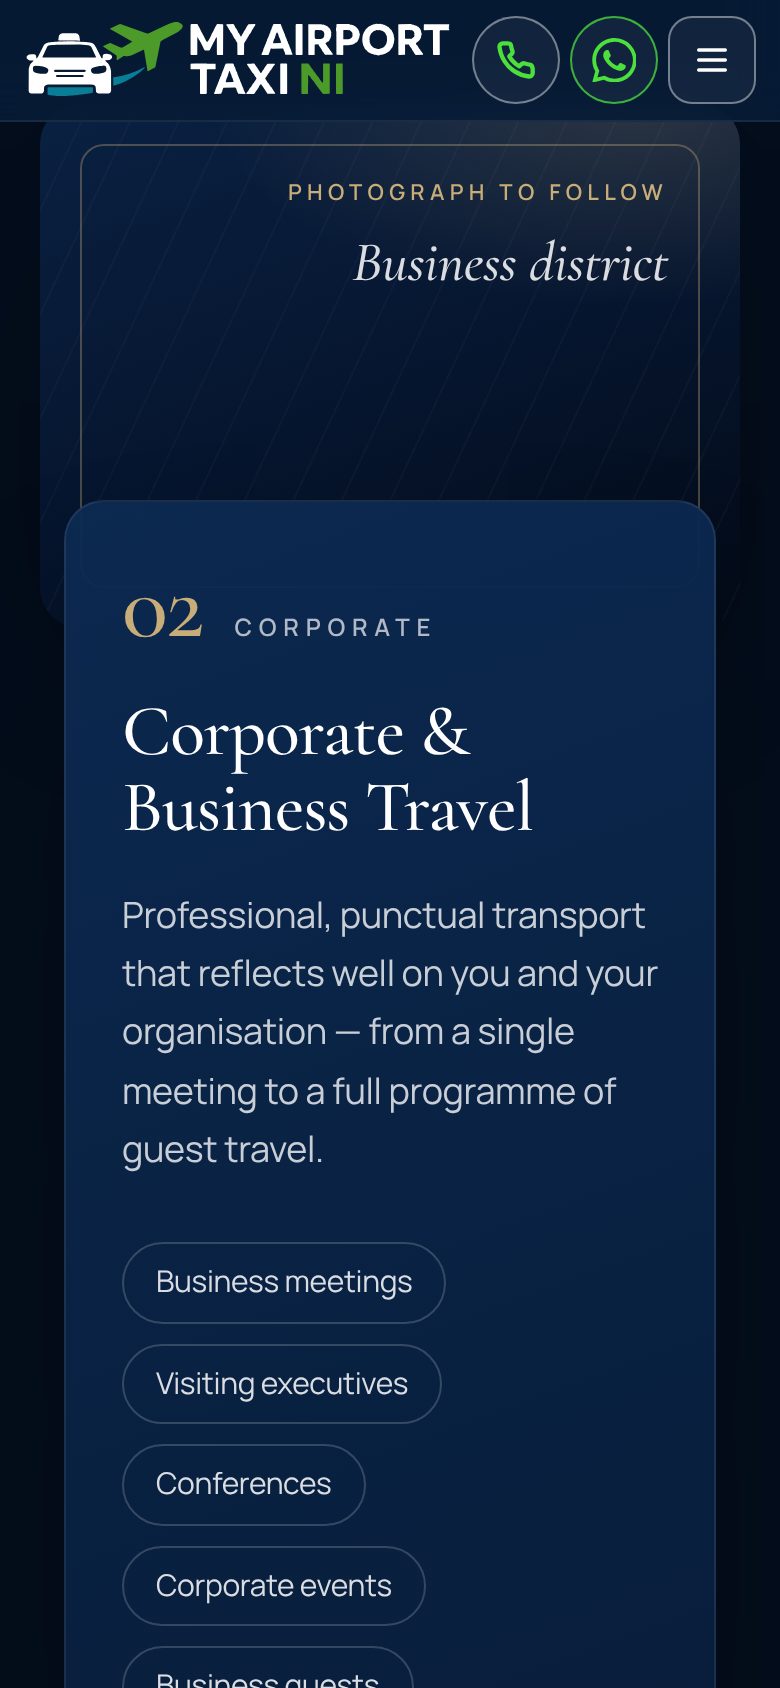 MY AIRPORT
TAXI NI
PHOTOGRAPH TO FOLLOW
Business district
02 CORPORATE
Corporate &
Business Travel
Professional, punctual transport
that reflects well on you and your
organisation — from a single
meeting to a full programme of
guest travel.
Business meetings
Visiting executives
Conferences
Corporate events
Business guests